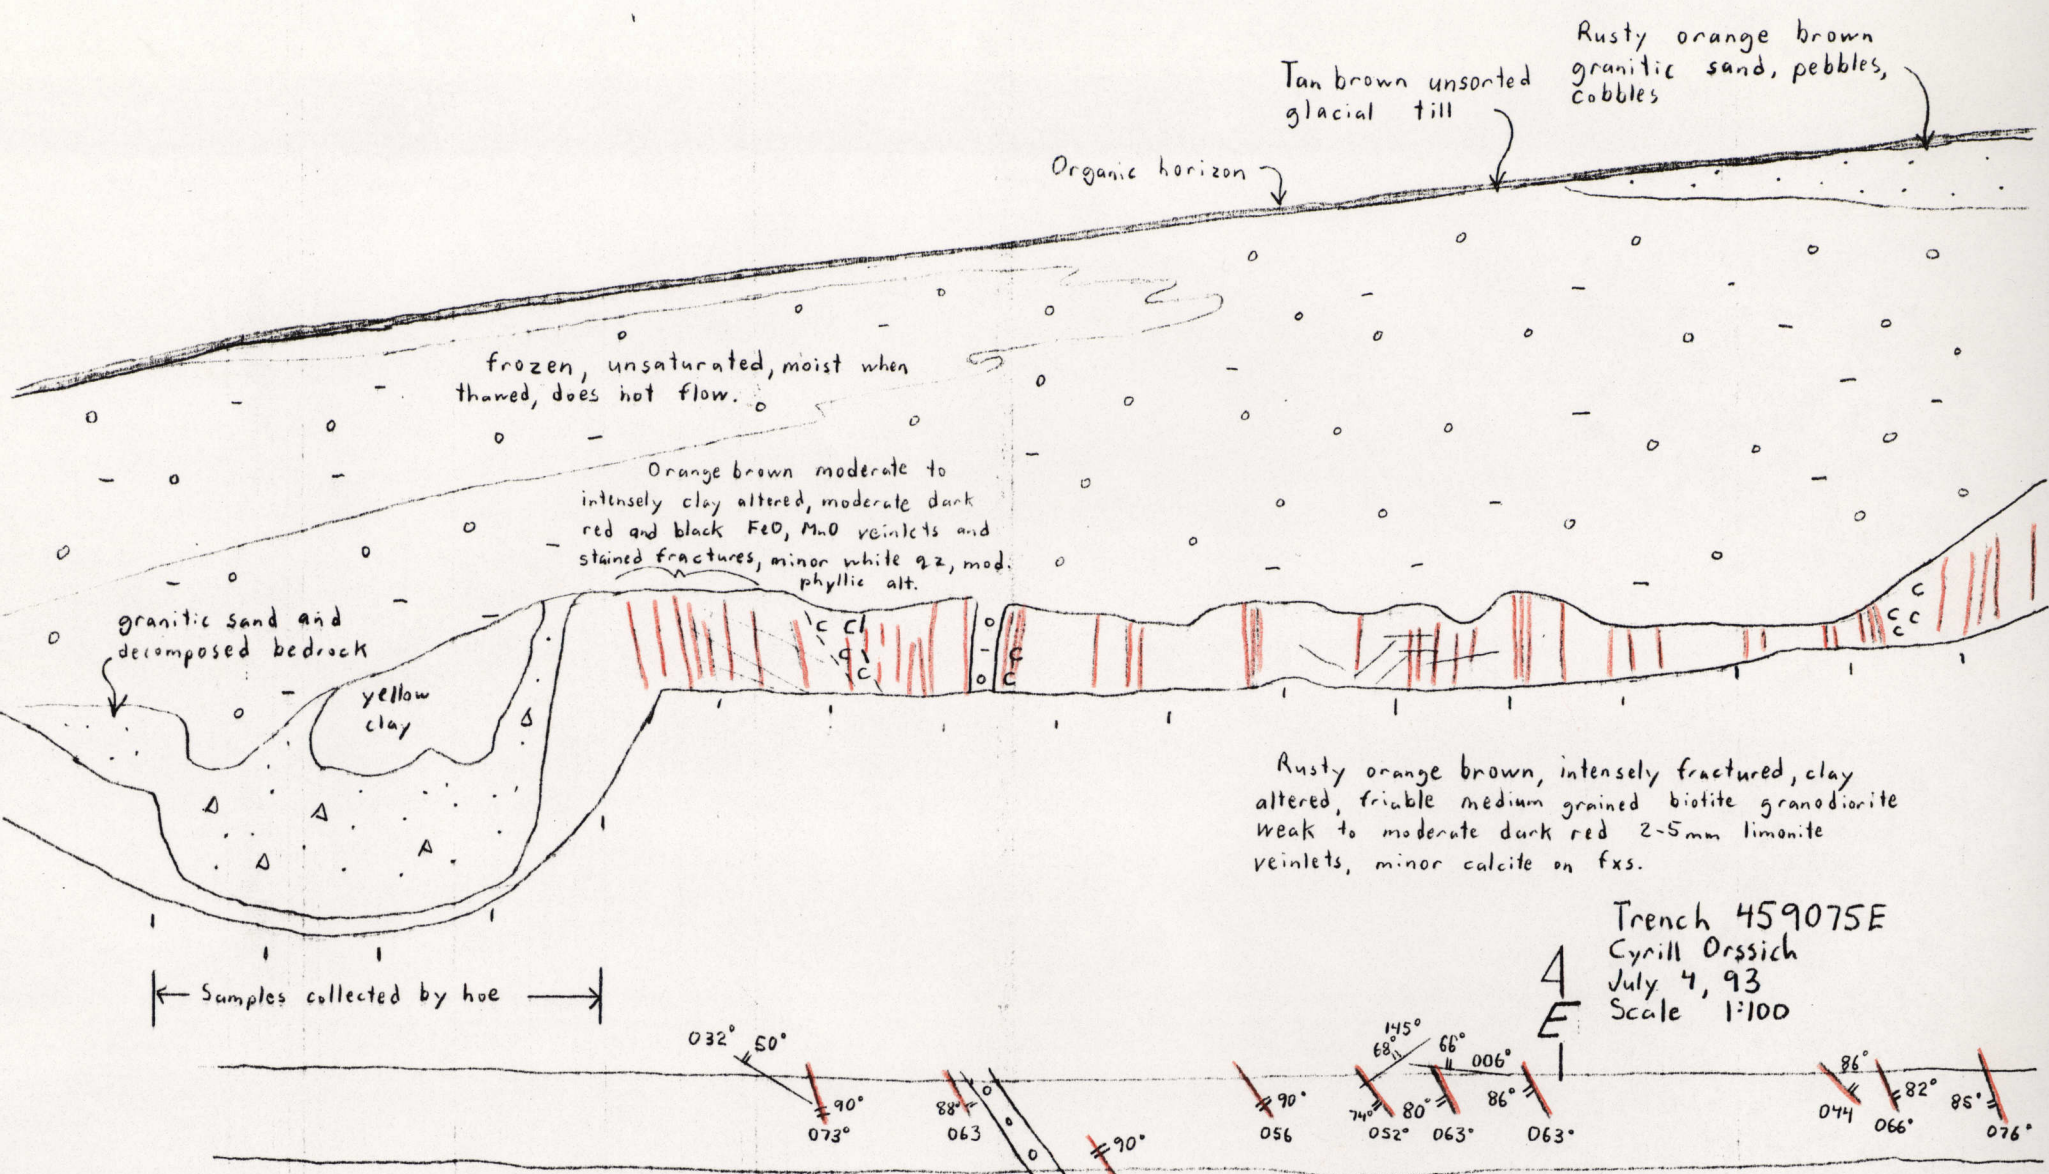 Rusty orange brown
granitic sand, pebbles,
cobbles
Tan brown unsorted
glacial till
Organic horizon
frozen, unsaturated, moist when
thawed, does not flow.
Orange brown moderate to
intensely clay altered, moderate dark
red and black FeO, MnO veinlets and
stained fractures, minor white qz, mod.
phyllic alt.
granitic sand and
decomposed bedrock
yellow
clay
C C
C
C
C
C
C
C C
C
Rusty orange brown, intensely fractured, clay
altered, friable medium grained biotite granodiorite
weak to moderate dark red 2-5mm limonite
veinlets, minor calcite on fxs.
Trench 459075E
Cyrill Orssich
July 4, 93
Scale 1:100
E
Samples collected by hoe
032° 50°
90°
073°
88°
063
90°
90°
056
145°
68°
74°
052°
66°
006°
80°
063°
86°
063°
86°
044
82°
066°
85°
076°